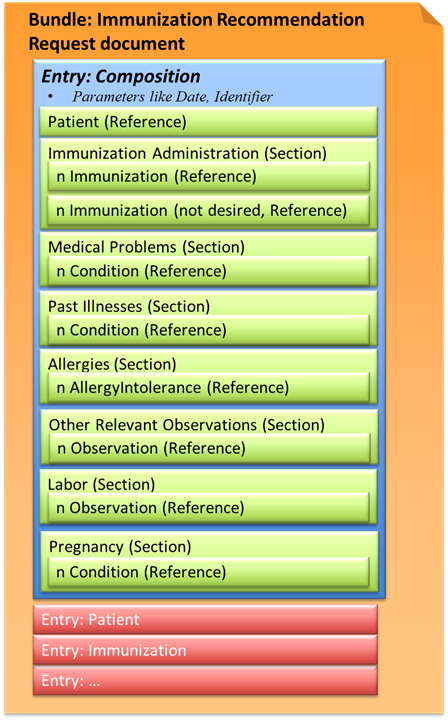 Bundle: Immunization Recommendation
Request document
Entry: Composition
• Parameters like Date, Identifier
Patient (Reference)
Immunization Administration (Section)
n Immunization (Reference)
n Immunization (not desired, Reference)
Medical Problems (Section)
n Condition (Reference)
Past Illnesses (Section)
n Condition (Reference)
Allergies (Section)
n AllergyIntolerance (Reference)
Other Relevant Observations (Section)
n Observation (Reference)
Labor (Section)
n Observation (Reference)
Pregnancy (Section)
n Condition (Reference)
Entry: Patient
Entry: Immunization
Entry: ...